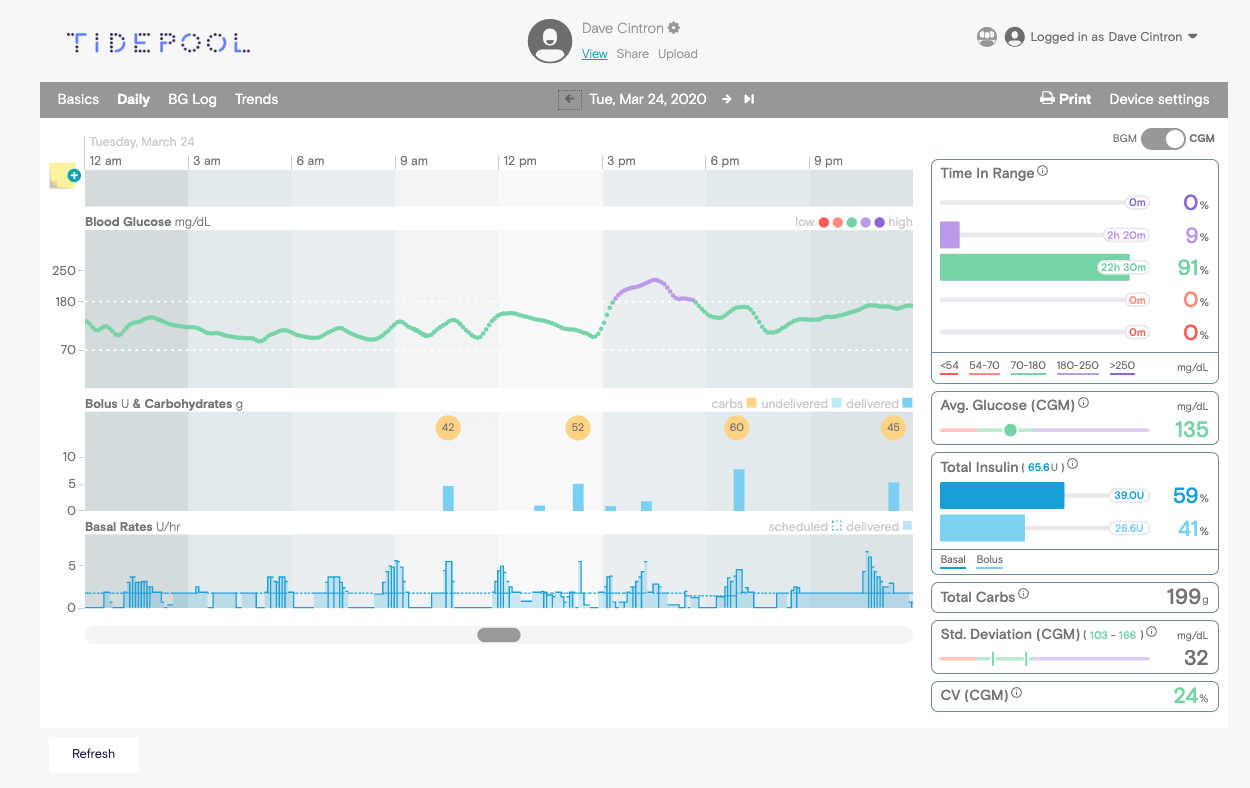 TIDEPOOL
Dave Cintron
View Share Upload
Logged in as Dave Cintron
Basics Daily BG Log Trends
Tue, Mar 24, 2020
Print Device settings
BGM CGM
Tuesday, March 24
12 am 3 am 6 am 9 am 12 pm 3 pm 6 pm 9 pm
Blood Glucose mg/dL
low high
250
180
70
Bolus U & Carbohydrates g
carbs undelivered delivered
42 52 60 45
10
5
0
Basal Rates U/hr
scheduled delivered
5
0
Time In Range
0m 0%
2h 20m 9%
22h 30m 91%
0m 0%
0m 0%
<54 54-70 70-180 180-250 >250 mg/dL
Avg. Glucose (CGM) mg/dL
135
Total Insulin ( 65.6U )
39.0U 59%
26.6U 41%
Basal Bolus
Total Carbs 199g
Std. Deviation (CGM) ( 103 - 166 ) mg/dL
32
CV (CGM) 24%
Refresh